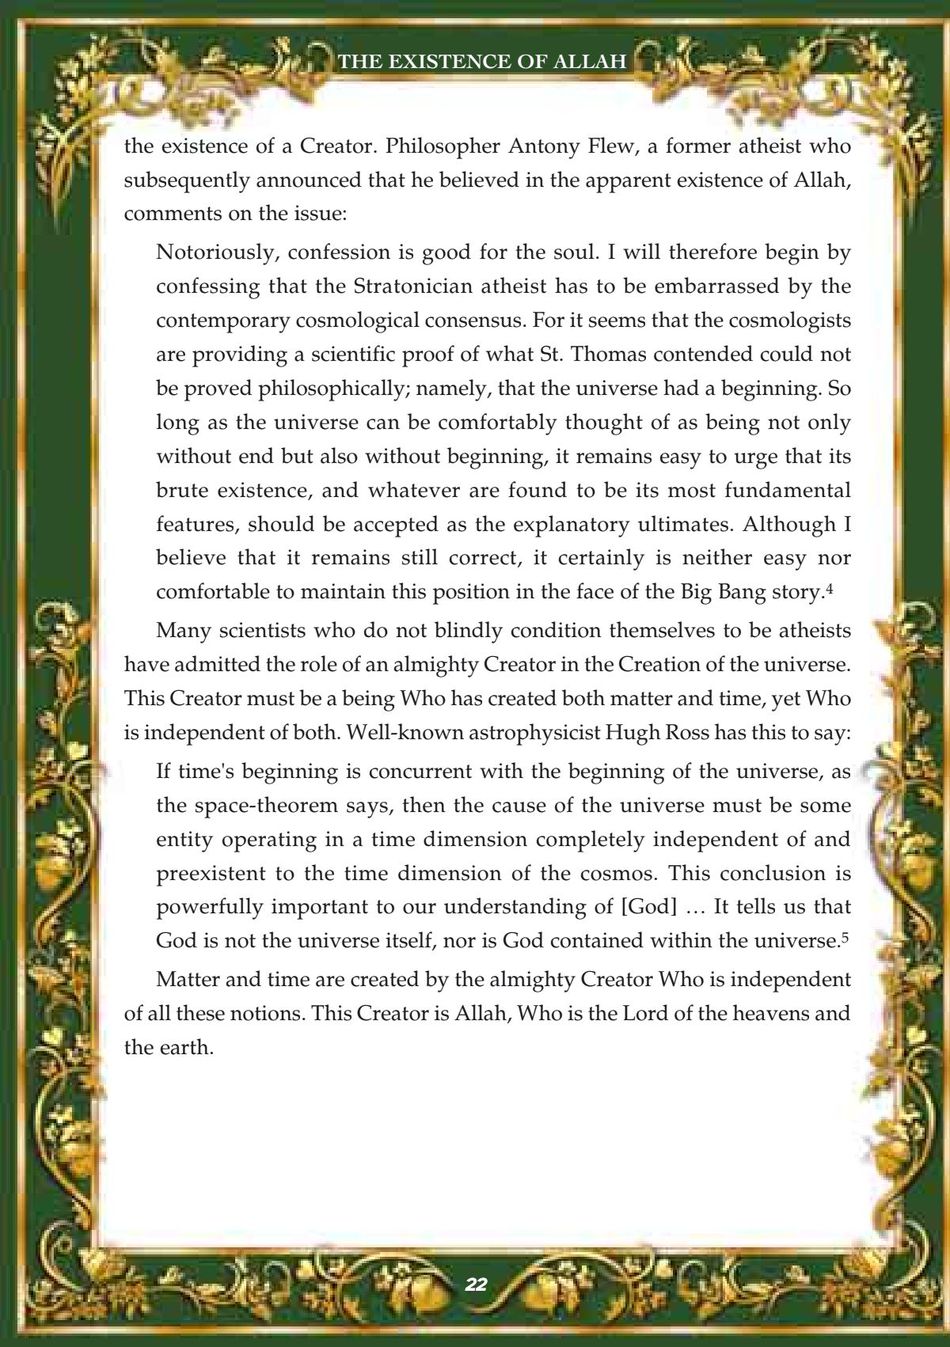 THE EXISTENCE OF ALLAH
the existence of a Creator. Philosopher Antony Flew, a former atheist who
subsequently announced that he believed in the apparent existence of Allah,
comments on the issue:
Notoriously, confession is good for the soul. I will therefore begin by
confessing that the Stratonician atheist has to be embarrassed by the
contemporary cosmological consensus. For it seems that the cosmologists
are providing a scientific proof of what St. Thomas contended could not
be proved philosophically; namely, that the universe had a beginning. So
long as the universe can be comfortably thought of as being not only
without end but also without beginning, it remains easy to urge that its
brute existence, and whatever are found to be its most fundamental
features, should be accepted as the explanatory ultimates. Although I
believe that it remains still correct, it certainly is neither easy nor
comfortable to maintain this position in the face of the Big Bang story.4
Many scientists who do not blindly condition themselves to be atheists
have admitted the role of an almighty Creator in the Creation of the universe.
This Creator must be a being Who has created both matter and time, yet Who
is independent of both. Well-known astrophysicist Hugh Ross has this to say:
If time's beginning is concurrent with the beginning of the universe, as
the space-theorem says, then the cause of the universe must be some
entity operating in a time dimension completely independent of and
preexistent to the time dimension of the cosmos. This conclusion is
powerfully important to our understanding of [God] … It tells us that
God is not the universe itself, nor is God contained within the universe.5
Matter and time are created by the almighty Creator Who is independent
of all these notions. This Creator is Allah, Who is the Lord of the heavens and
the earth.
22